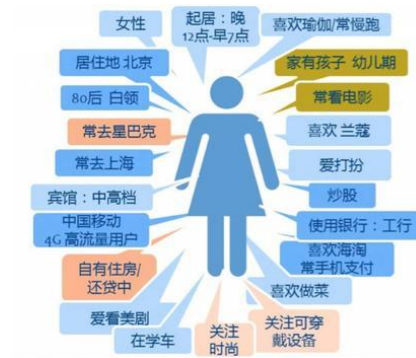 女性
起居：晚
12点-早7点
喜欢瑜伽/常慢跑
居住地 北京
家有孩子 幼儿期
80后 白领
常看电影
常去星巴克
喜欢 兰蔻
常去上海
爱打扮
宾馆：中高档
炒股
中国移动
4G 高流量用户
使用银行：工行
喜欢海淘
常手机支付
自有住房/
还贷中
喜欢做菜
爱看美剧
在学车
关注
时尚
关注可穿
戴设备